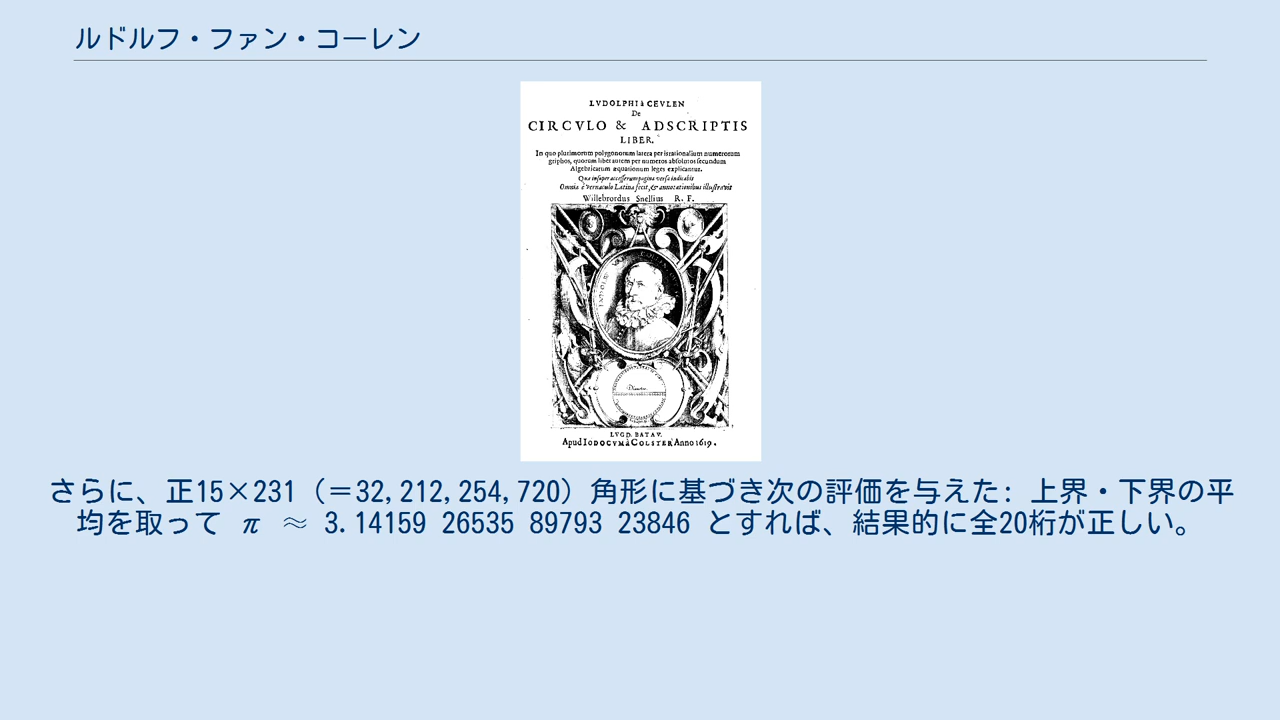 ルドルフ・ファン・コーレン
LVDOLPHI à CEVLEN
De
CIRCVLO & ADSCRIPTIS
LIBER.
In quo plurimorum polygonorum latera per irrationalium numerorum
griphos, quorum libet autem per numeros absolutos secundum
Algebricarum æquationum leges explicantur.
Quæ insuper accesserunt pagina versa indicabit
Omnia è vernaculo Latina fecit, & annotationibus illustravit
Willebrordus Snellius R. F.
LVGD. BATAV.
Apud IODOCVM à COLSTER Anno 1619.
さらに、正15×231（＝32,212,254,720）角形に基づき次の評価を与えた: 上界・下界の平
均を取って π ≈ 3.14159 26535 89793 23846 とすれば、結果的に全20桁が正しい。